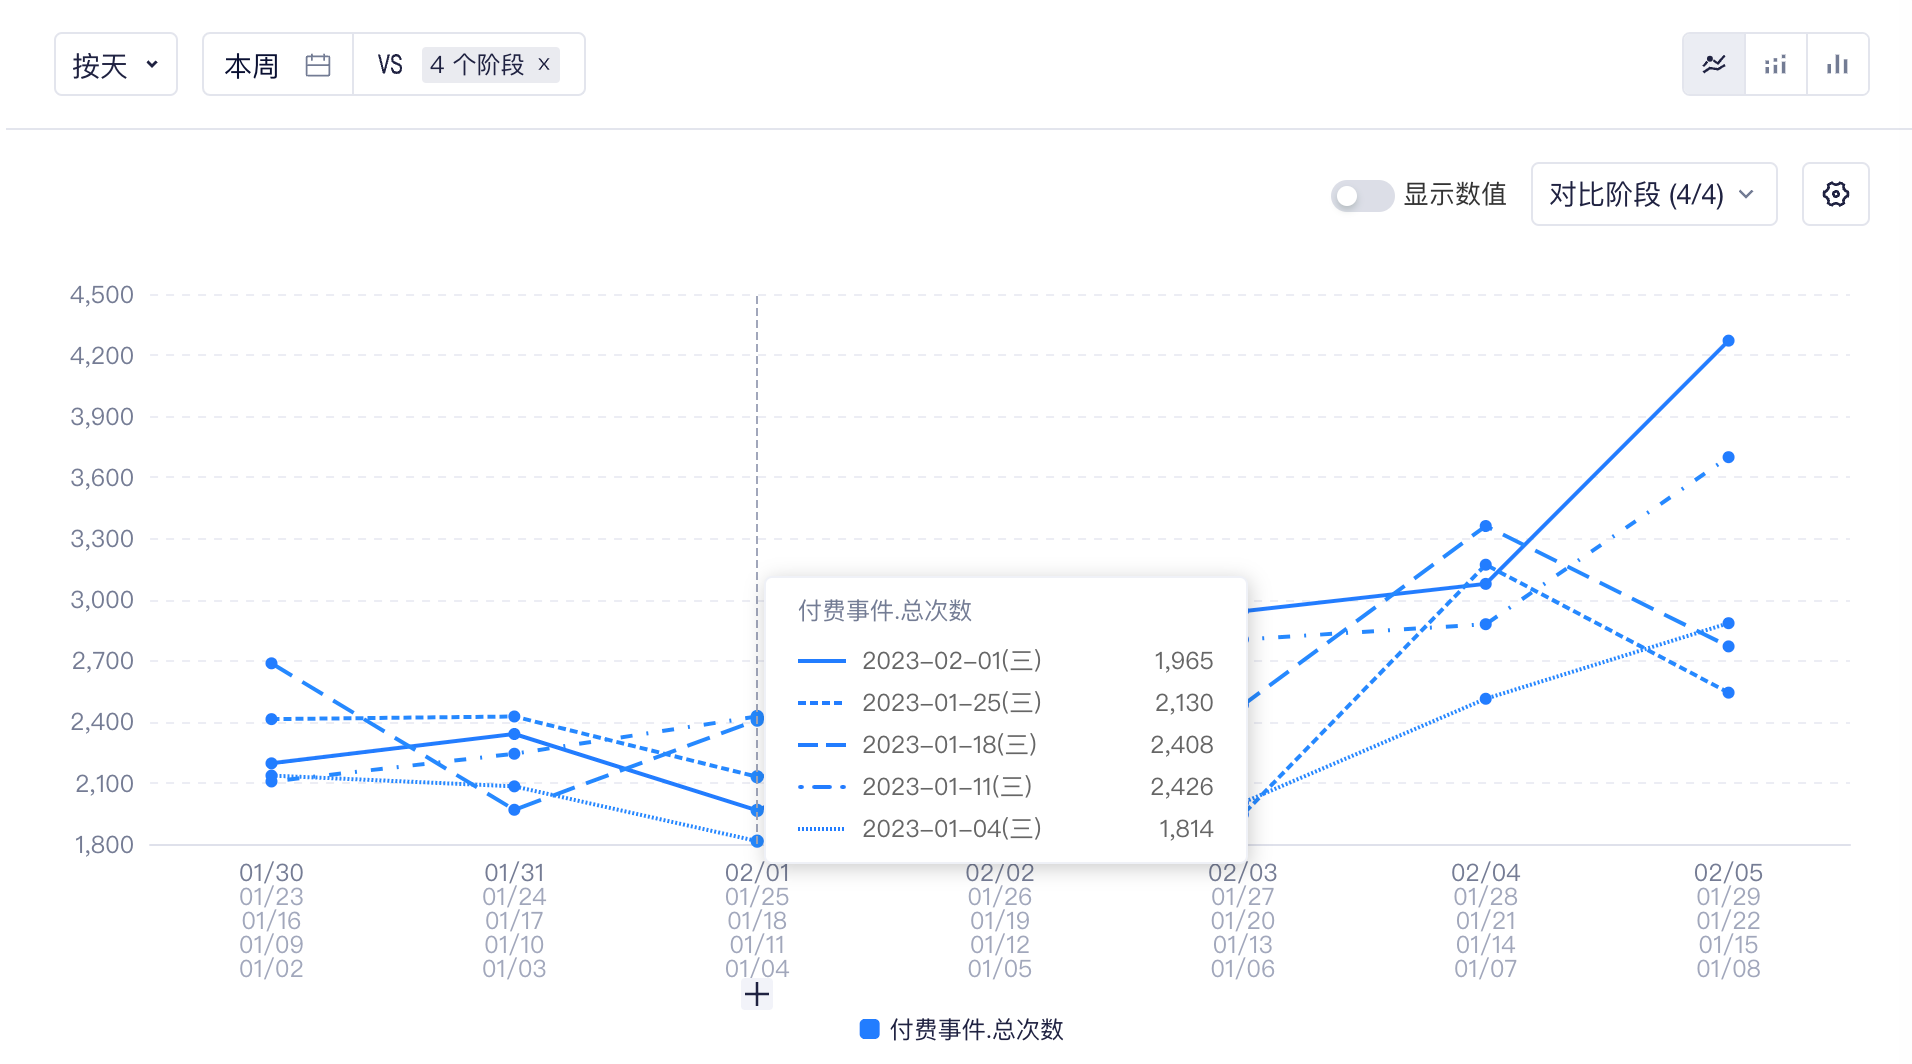 按天
本周
VS 4 个阶段 ×
显示数值
对比阶段 (4/4)
4,500
4,200
3,900
3,600
3,300
3,000
2,700
2,400
2,100
1,800
付费事件.总次数
2023-02-01(三) 1,965
2023-01-25(三) 2,130
2023-01-18(三) 2,408
2023-01-11(三) 2,426
2023-01-04(三) 1,814
01/30 01/31 02/01 02/02 02/03 02/04 02/05
01/23 01/24 01/25 01/26 01/27 01/28 01/29
01/16 01/17 01/18 01/19 01/20 01/21 01/22
01/09 01/10 01/11 01/12 01/13 01/14 01/15
01/02 01/03 01/04 01/05 01/06 01/07 01/08
付费事件.总次数